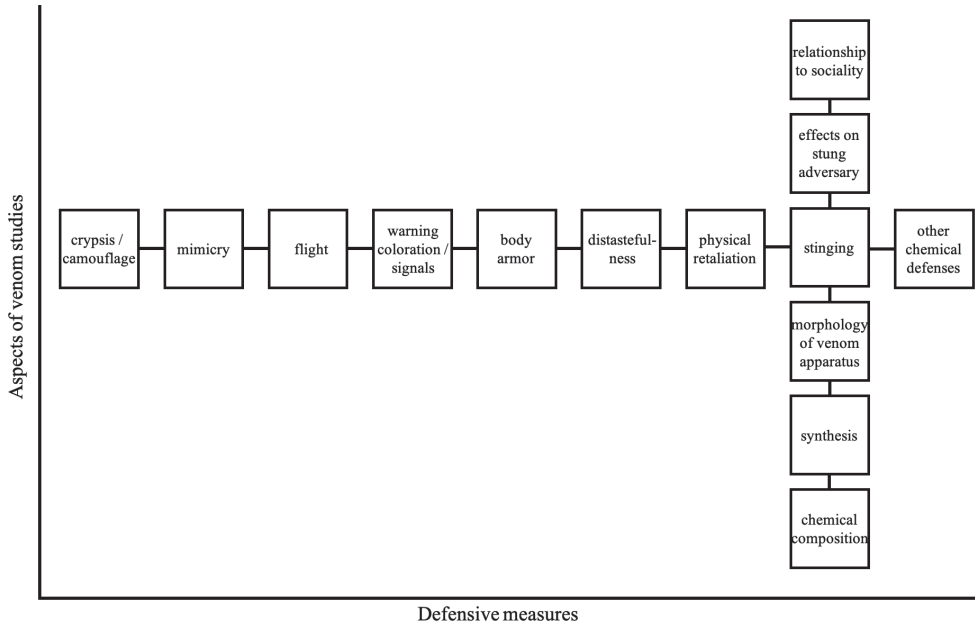 relationship
to sociality
effects on
stung
adversary
Aspects of venom studies
crypsis /
camouflage
mimicry
flight
warning
coloration /
signals
body
armor
distasteful-
ness
physical
retaliation
stinging
other
chemical
defenses
morphology
of venom
apparatus
synthesis
chemical
composition
Defensive measures